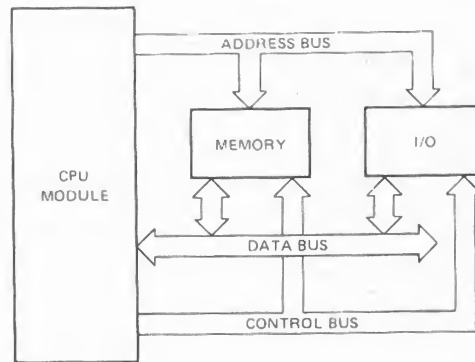 ADDRESS BUS
MEMORY
I/O
CPU
MODULE
DATA BUS
CONTROL BUS